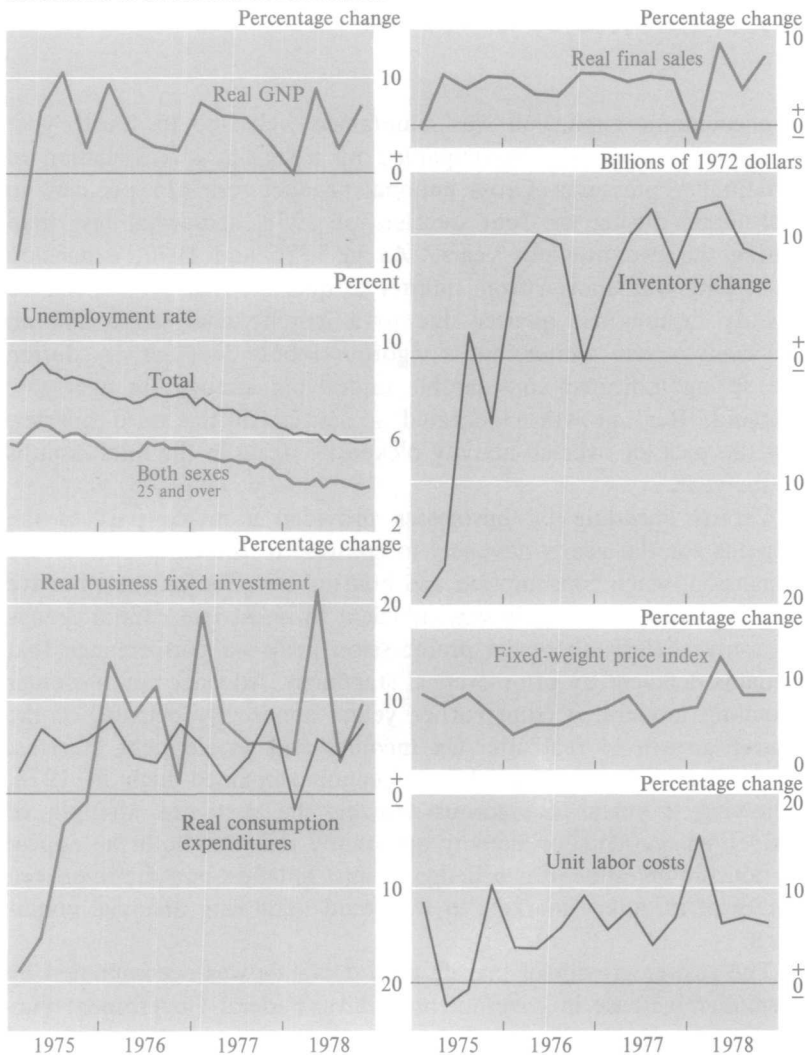 Percentage change
Real GNP
10
+
0
10
Percent
Unemployment rate
Total
Both sexes
25 and over
10
6
2
Percentage change
Real business fixed investment
Real consumption
expenditures
20
10
+
0
10
20
1975 1976 1977 1978
Percentage change
Real final sales
10
+
0
–
Billions of 1972 dollars
Inventory change
10
+
0
–
10
20
Percentage change
Fixed-weight price index
10
0
Percentage change
Unit labor costs
20
10
+
0
–
1975 1976 1977 1978